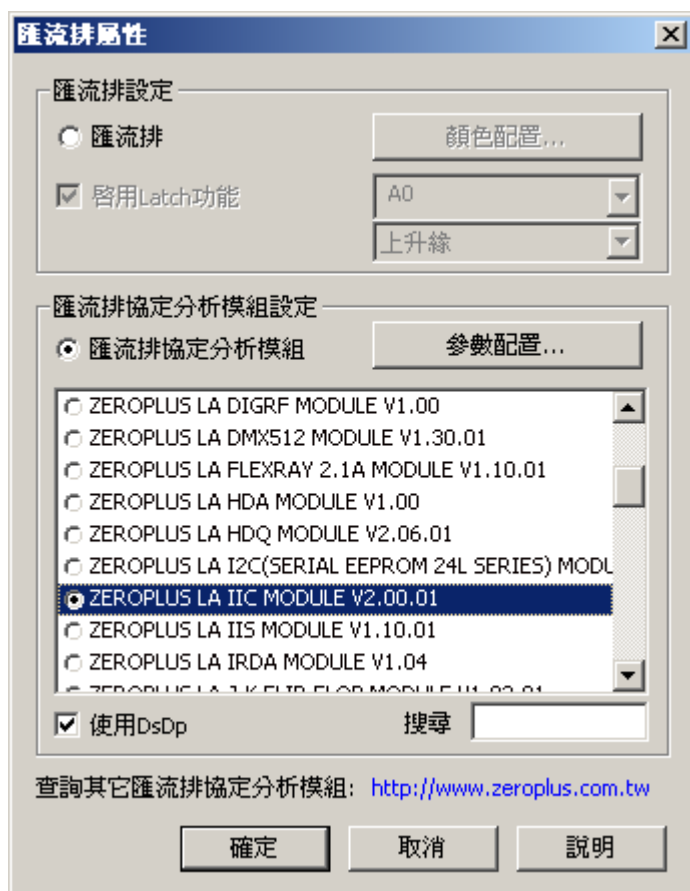 匯流排屬性
匯流排設定
匯流排 顏色配置...
啓用Latch功能 A0
上升緣
匯流排協定分析模組設定
匯流排協定分析模組 參數配置...
ZEROPLUS LA DIGRF MODULE V1.00
ZEROPLUS LA DMX512 MODULE V1.30.01
ZEROPLUS LA FLEXRAY 2.1A MODULE V1.10.01
ZEROPLUS LA HDA MODULE V1.00
ZEROPLUS LA HDQ MODULE V2.06.01
ZEROPLUS LA I2C(SERIAL EEPROM 24L SERIES) MODU
ZEROPLUS LA IIC MODULE V2.00.01
ZEROPLUS LA IIS MODULE V1.10.01
ZEROPLUS LA IRDA MODULE V1.04
使用DsDp 搜尋
查詢其它匯流排協定分析模組: http://www.zeroplus.com.tw
確定 取消 說明